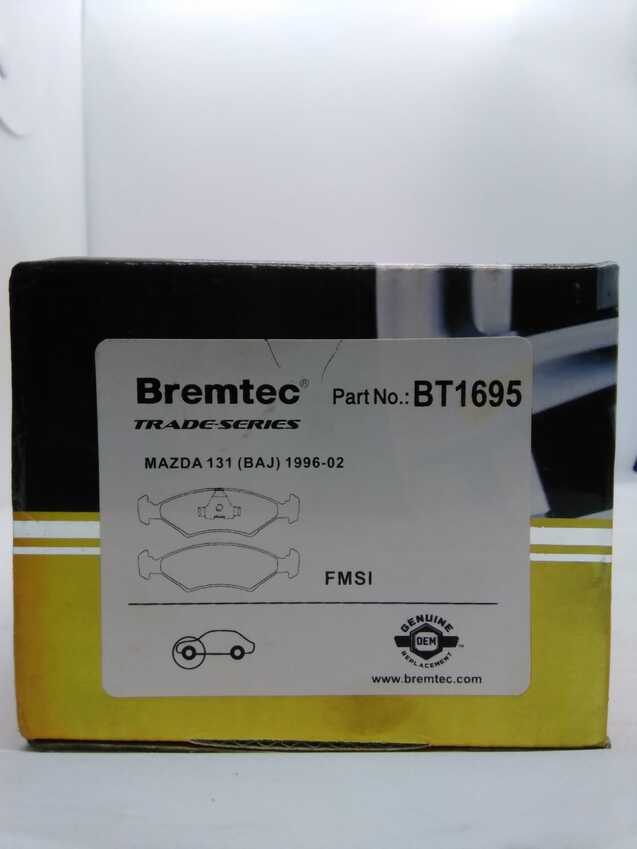 Bremtec®
Part No.: BT1695
TRADE-SERIES
MAZDA 131 (BAJ) 1996-02
FMSI
GENUINE
OEM
REPLACEMENT
www.bremtec.com